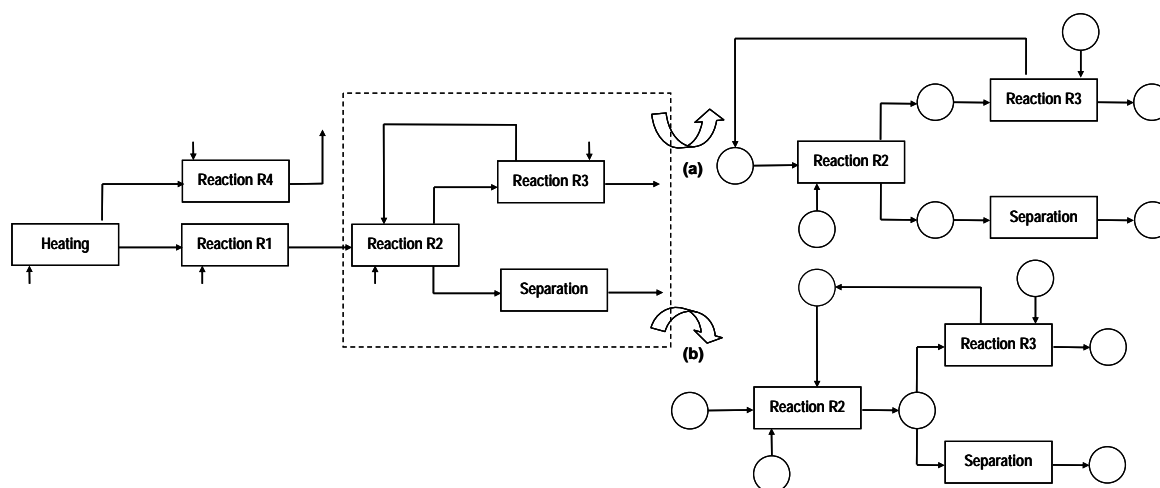 Reaction R4
Heating
Reaction R1
Reaction R2
Reaction R3
Separation
(a)
(b)
Reaction R2
Reaction R3
Separation
Reaction R2
Reaction R3
Separation